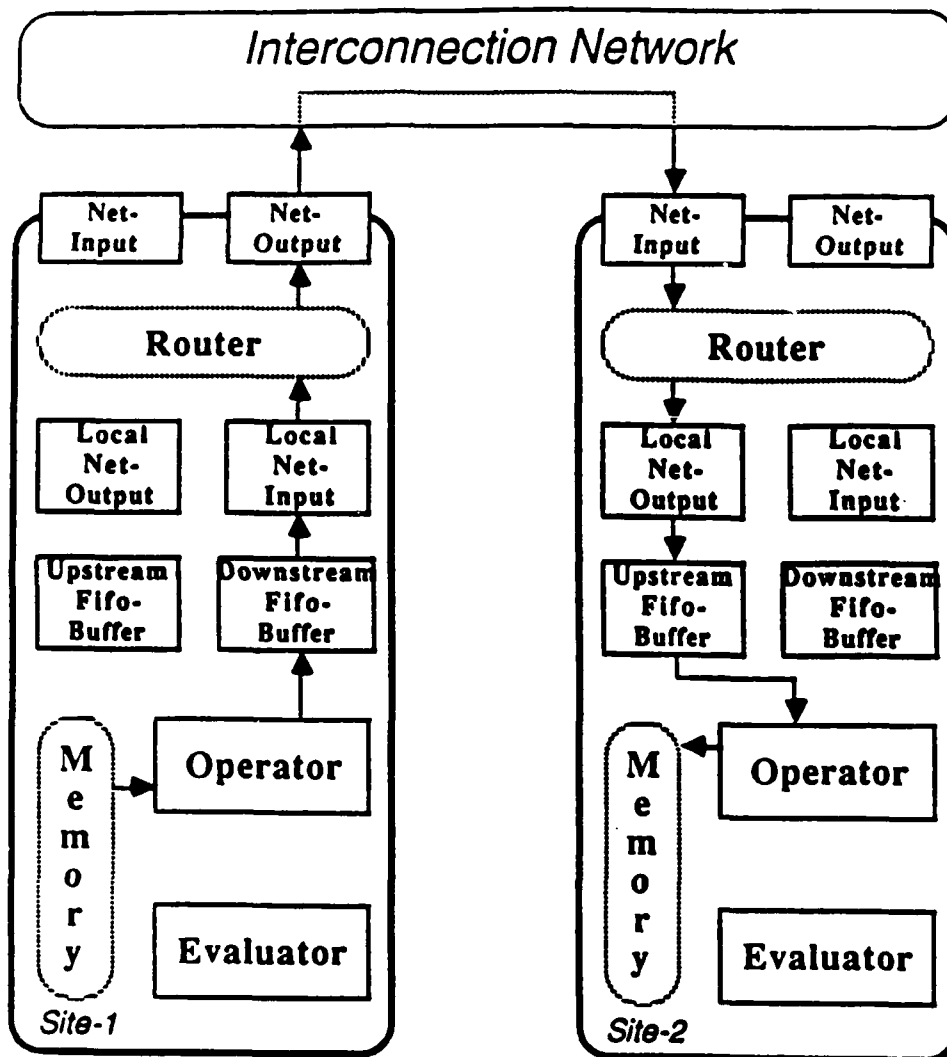 Interconnection Network
Net-
Input
Net-
Output
Router
Local
Net-
Output
Local
Net-
Input
Upstream
Fifo-
Buffer
Downstream
Fifo-
Buffer
Memory
Operator
Evaluator
Site-1
Net-
Input
Net-
Output
Router
Local
Net-
Output
Local
Net-
Input
Upstream
Fifo-
Buffer
Downstream
Fifo-
Buffer
Memory
Operator
Evaluator
Site-2